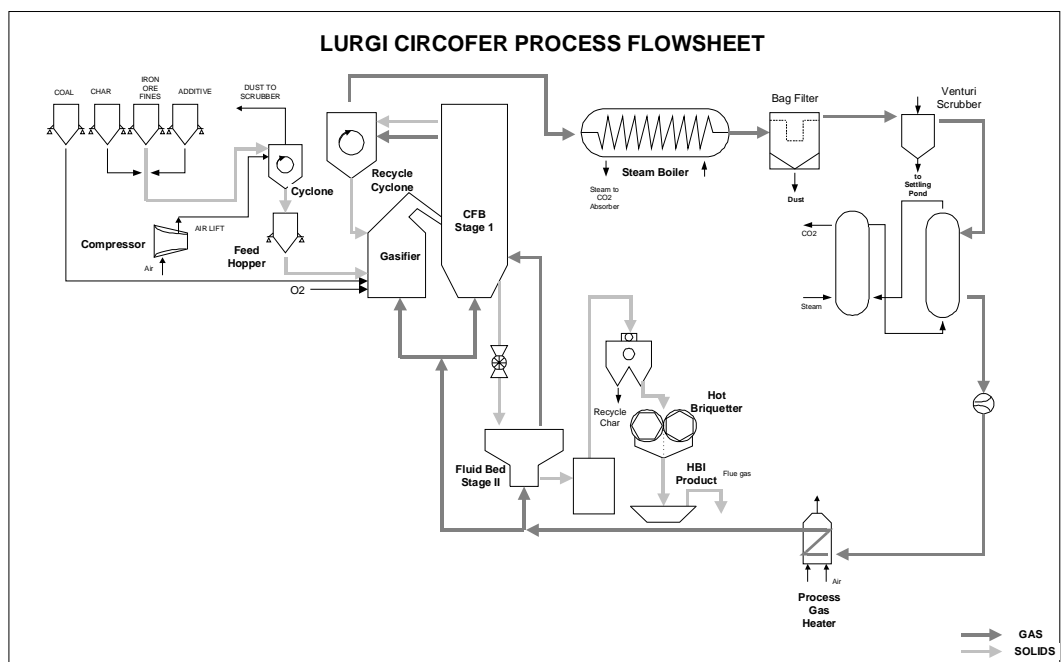 LURGI CIRCOFER PROCESS FLOWSHEET
COAL
CHAR
IRON
ORE
FINES
ADDITIVE
DUST TO
SCRUBBER
Cyclone
Recycle
Cyclone
Compressor
AIR LIFT
Air
Feed
Hopper
O2
Gasifier
CFB
Stage 1
Steam Boiler
Steam to
CO2
Absorber
Bag Filter
Dust
Venturi
Scrubber
to
Settling
Pond
CO2
Steam
Recycle
Char
Hot
Briquetter
Fluid Bed
Stage II
HBI
Product
Flue gas
Air
Process
Gas
Heater
GAS
SOLIDS